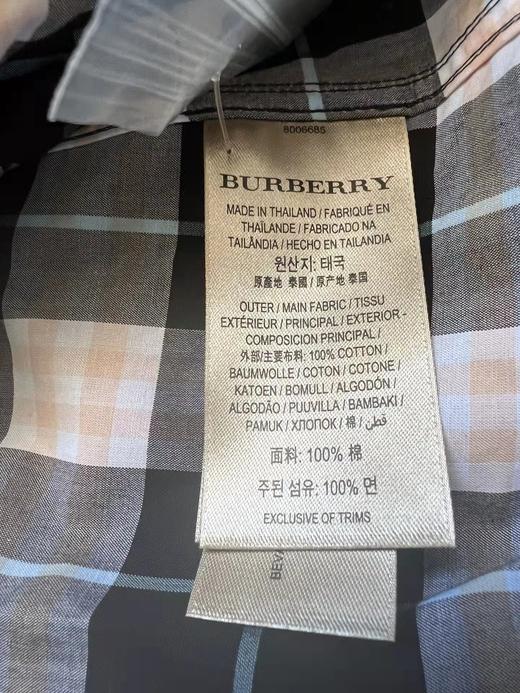 8006685
BURBERRY
MADE IN THAILAND / FABRIQUÉ EN
THAÏLANDE / FABRICADO NA
TAILÂNDIA / HECHO EN TAILANDIA
원산지: 태국
原產地 泰國 / 原产地 泰国
OUTER / MAIN FABRIC / TISSU
EXTÉRIEUR / PRINCIPAL / EXTERIOR -
COMPOSICION PRINCIPAL /
外部/主要布料: 100% COTTON /
BAUMWOLLE / COTON / COTONE /
KATOEN / BOMULL / ALGODÓN /
ALGODÃO / PUUVILLA / BAMBAKI /
PAMUK / ХЛОПОК / 棉 / قطن
面料: 100% 棉
주된 섬유: 100% 면
EXCLUSIVE OF TRIMS